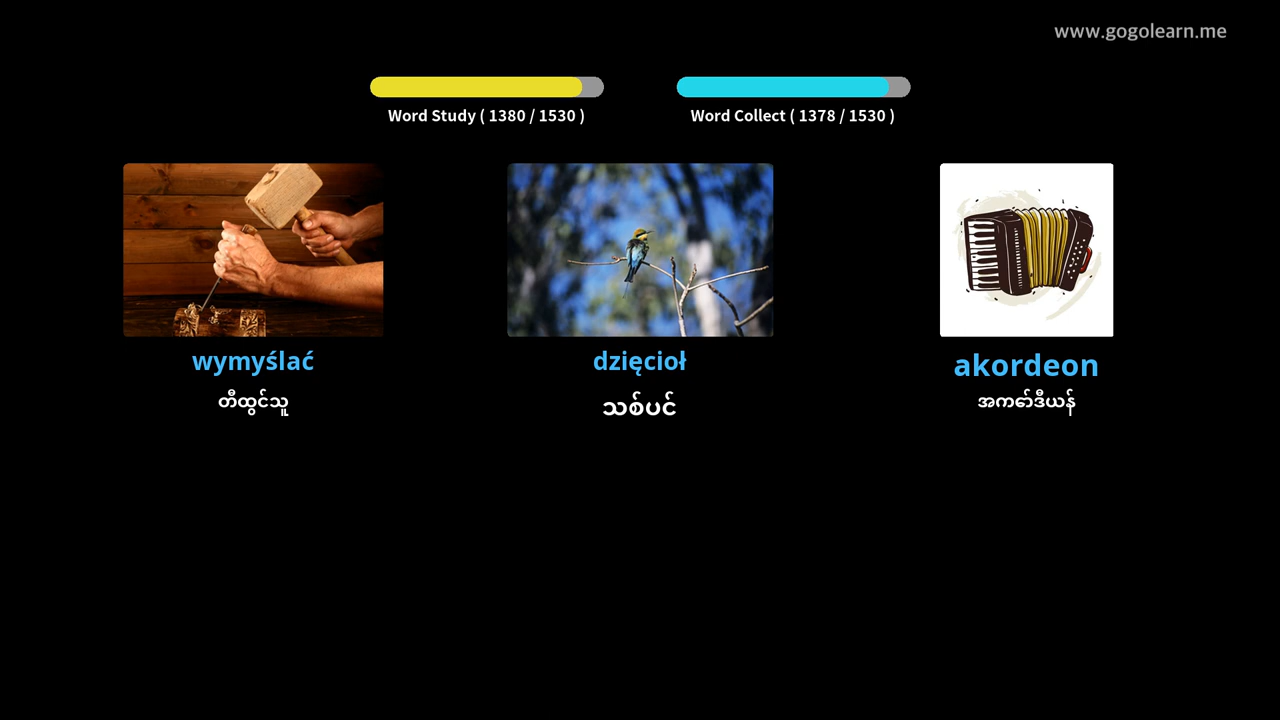 www.gogolearn.me
Word Study ( 1380 / 1530 )
Word Collect ( 1378 / 1530 )
wymyślać
dzięcioł
akordeon
တီထွင်သူ
သစ်ပင်
အကော်ဒီယန်